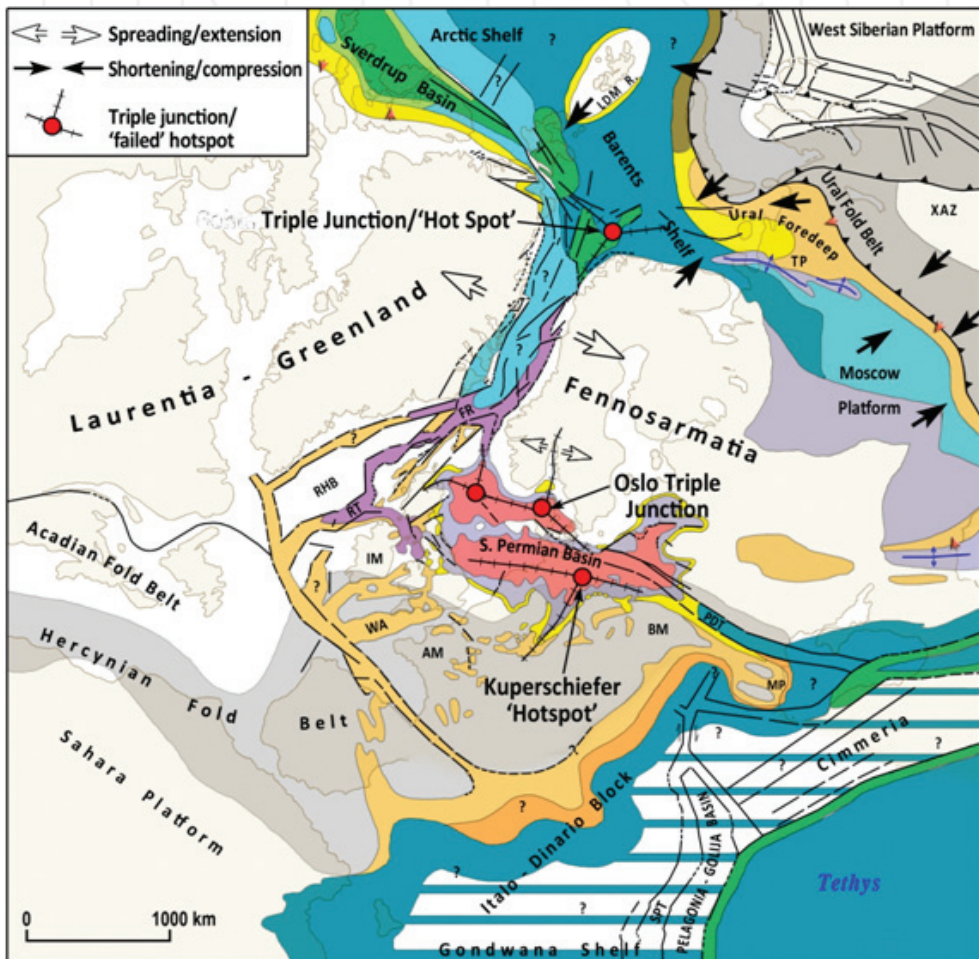 Spreading/extension
Shortening/compression
Triple junction/
'failed' hotspot
Arctic Shelf
?
West Siberian Platform
Sverdrup
Basin
?
LDM R.
Barents
Shelf
Triple Junction/'Hot Spot'
Ural Foredeep
Ural Fold Belt
XAZ
TP
?
Laurentia - Greenland
?
Moscow
Platform
Fennosarmatia
FR
?
RHB
RT
Oslo Triple
Junction
Acadian Fold Belt
IM
S. Permian Basin
?
WA
AM
BM
PDT
MP
?
Hercynian
Fold
Belt
Kuperschiefer
'Hotspot'
Sahara Platform
?
?
Italo - Dinario Block
Cimmeria
?
?
?
SPT
PELAGONIA - GOLIJA BASIN
Tethys
?
?
0
1000 km
Gondwana Shelf